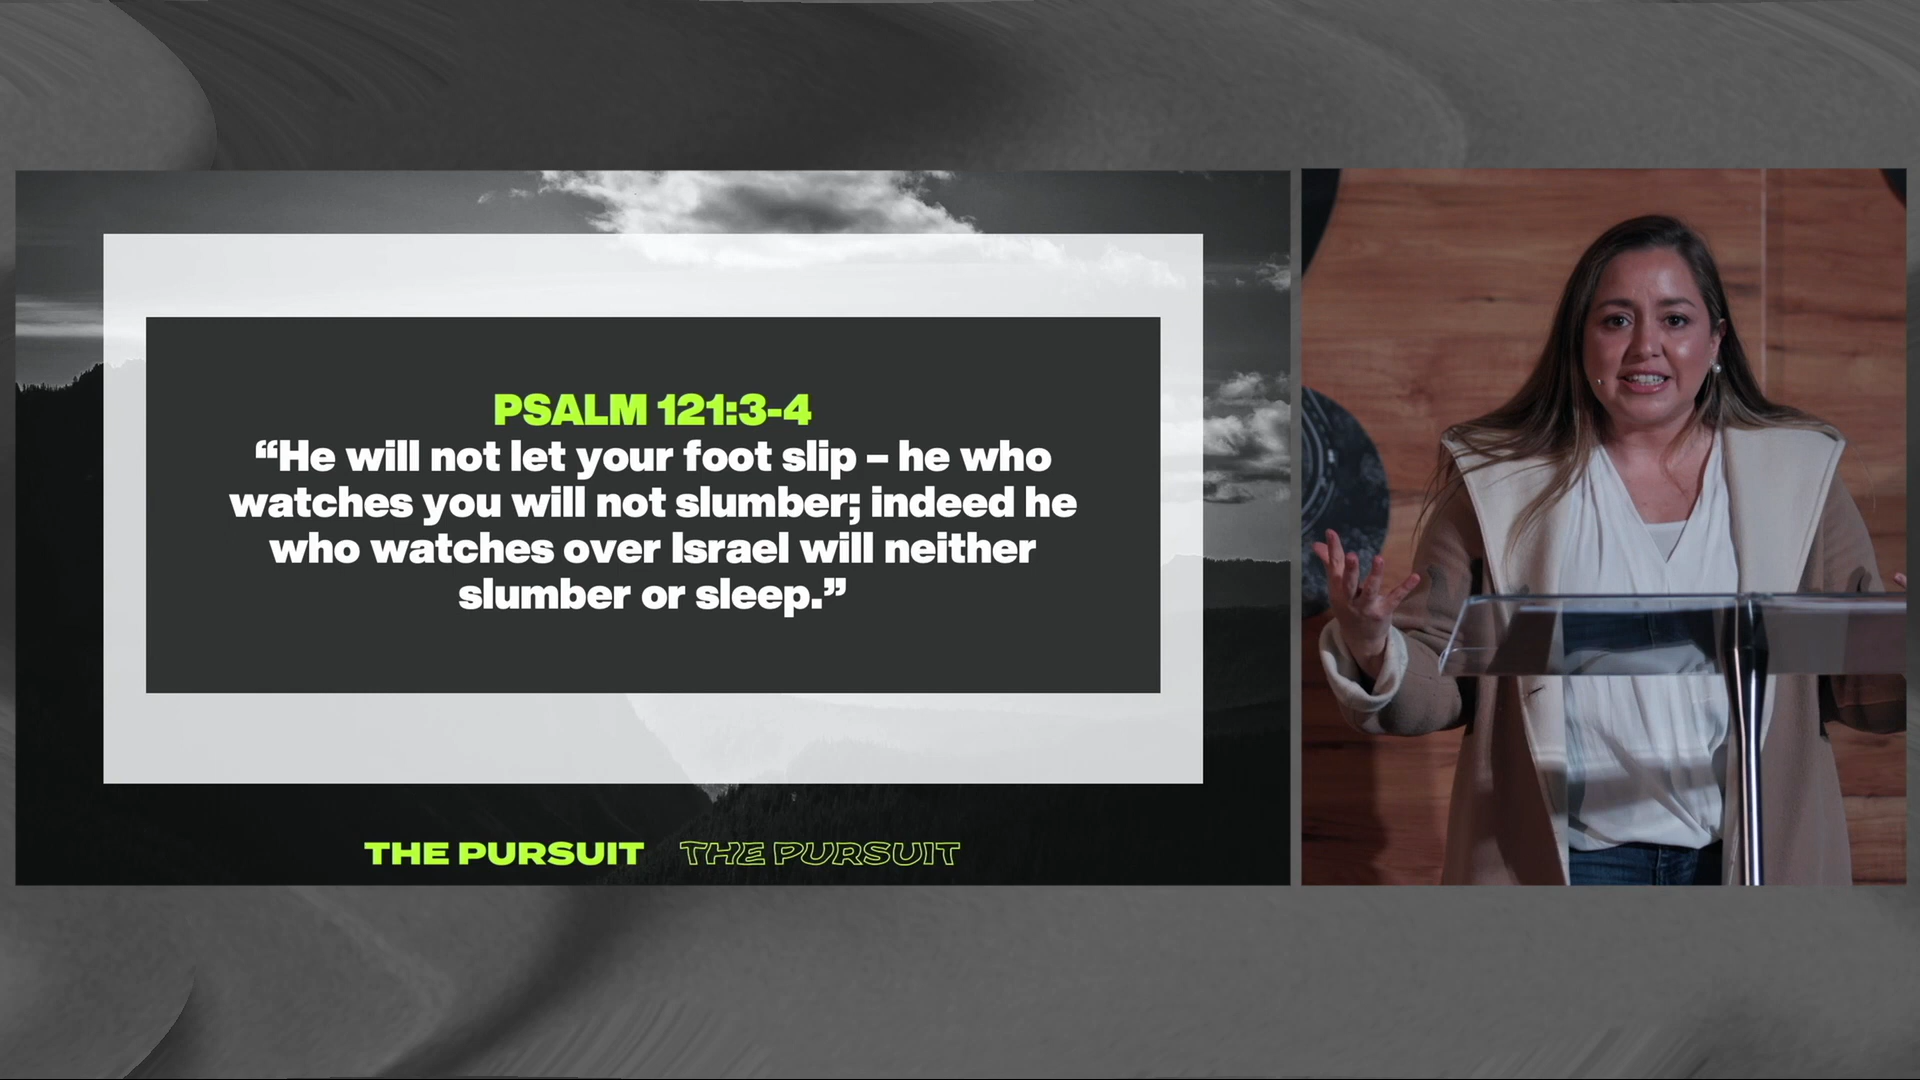 PSALM 121:3-4
“He will not let your foot slip – he who
watches you will not slumber; indeed he
who watches over Israel will neither
slumber or sleep.”
THE PURSUIT THE PURSUIT